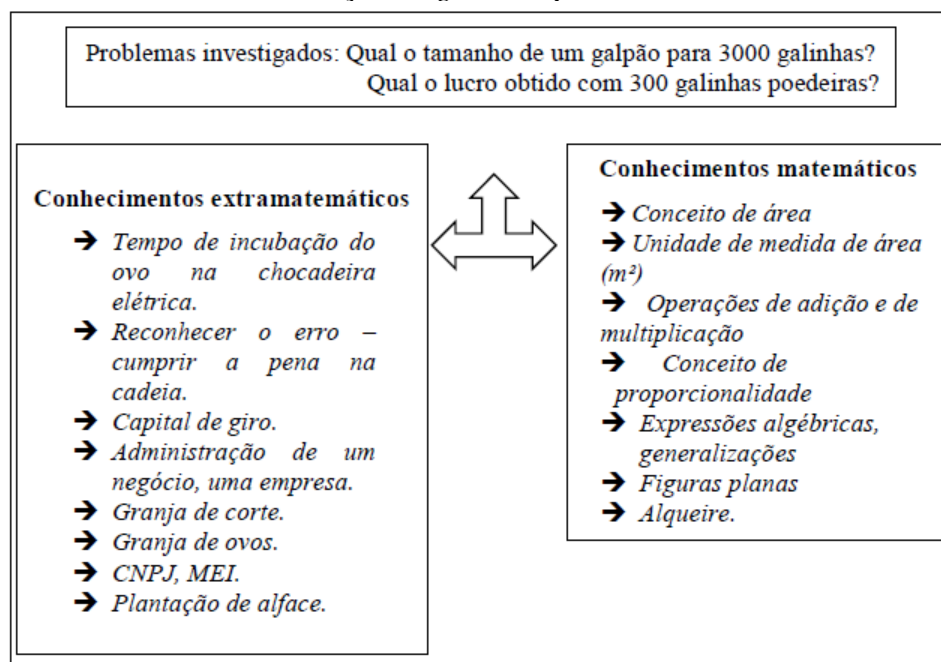 Problemas investigados: Qual o tamanho de um galpão para 3000 galinhas?
Qual o lucro obtido com 300 galinhas poedeiras?
Conhecimentos extramatemáticos
➔ Tempo de incubação do
ovo na chocadeira
elétrica.
➔ Reconhecer o erro –
cumprir a pena na
cadeia.
➔ Capital de giro.
➔ Administração de um
negócio, uma empresa.
➔ Granja de corte.
➔ Granja de ovos.
➔ CNPJ, MEI.
➔ Plantação de alface.
Conhecimentos matemáticos
➔ Conceito de área
➔ Unidade de medida de área
(m²)
➔ Operações de adição e de
multiplicação
➔ Conceito de
proporcionalidade
➔ Expressões algébricas,
generalizações
➔ Figuras planas
➔ Alqueire.